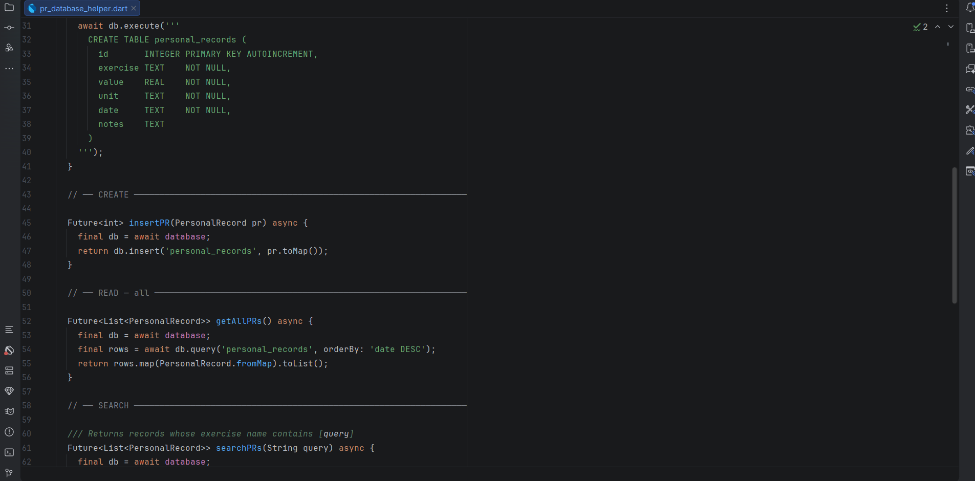 pr_database_helper.dart
31 await db.execute('''
2
32 CREATE TABLE personal_records (
33 id INTEGER PRIMARY KEY AUTOINCREMENT,
34 exercise TEXT NOT NULL,
35 value REAL NOT NULL,
36 unit TEXT NOT NULL,
37 date TEXT NOT NULL,
38 notes TEXT
39 )
40 ''');
41 }
42
43 // ── CREATE ────────────────────────────────
44
45 Future<int> insertPR(PersonalRecord pr) async {
46 final db = await database;
47 return db.insert('personal_records', pr.toMap());
48 }
49
50 // ── READ — all ────────────────────────────────
51
52 Future<List<PersonalRecord>> getAllPRs() async {
53 final db = await database;
54 final rows = await db.query('personal_records', orderBy: 'date DESC');
55 return rows.map(PersonalRecord.fromMap).toList();
56 }
57
58 // ── SEARCH ────────────────────────────────
59
60 /// Returns records whose exercise name contains [query]
61 Future<List<PersonalRecord>> searchPRs(String query) async {
62 final db = await database;